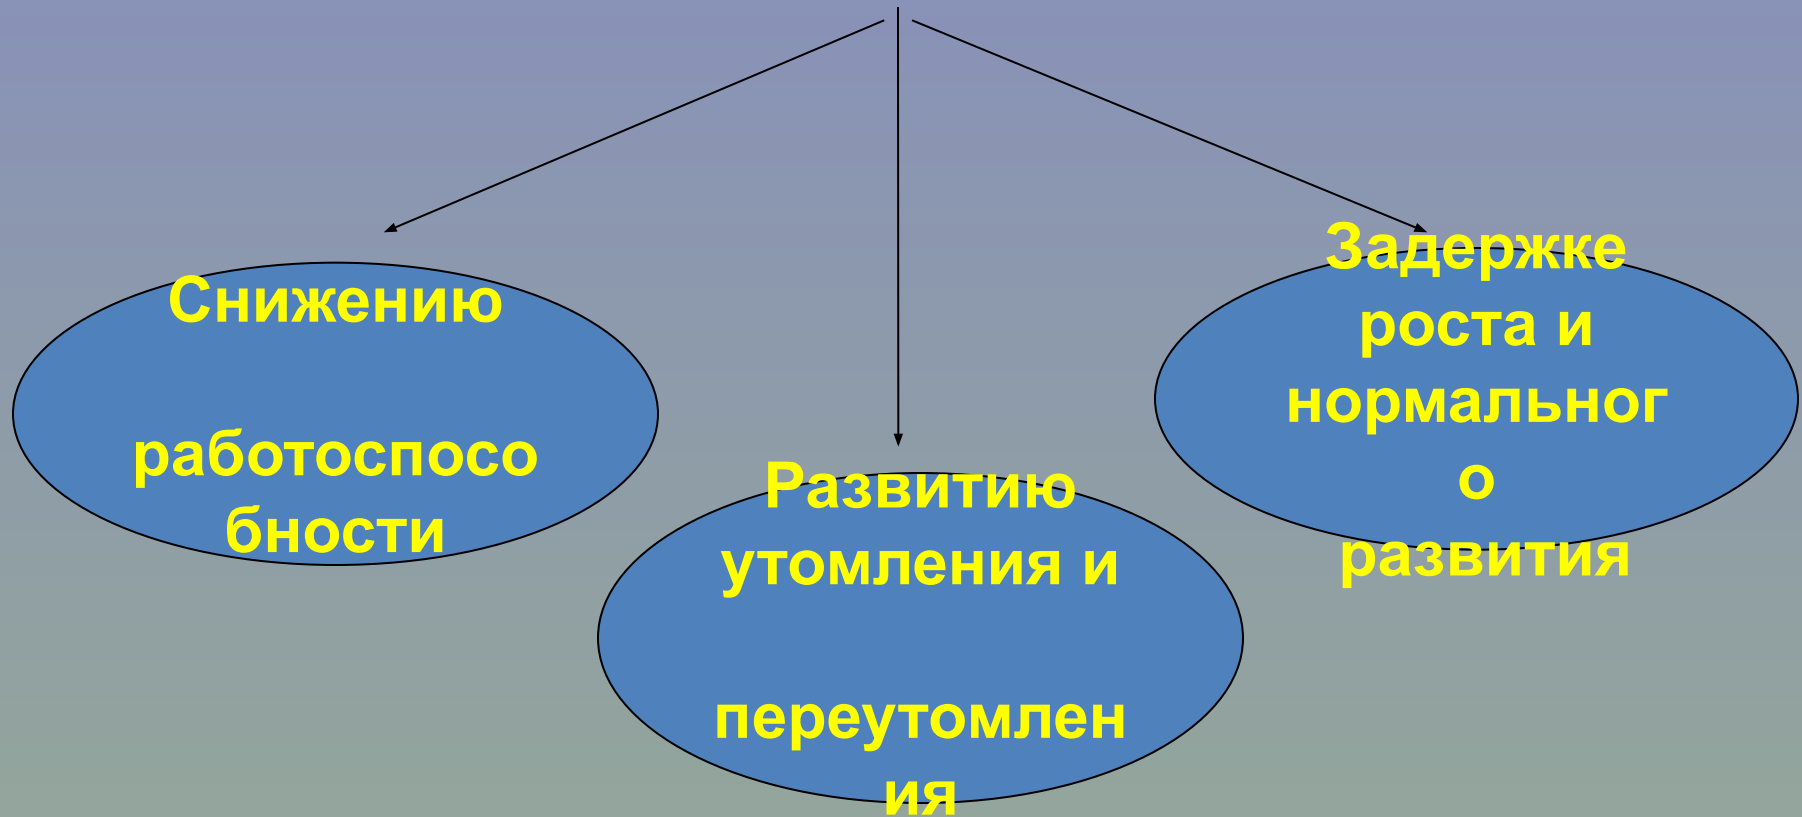 Снижению
работоспосо
бности
Развитию
утомления и
переутомлен
ия
Задержке
роста и
нормальног
о
развития